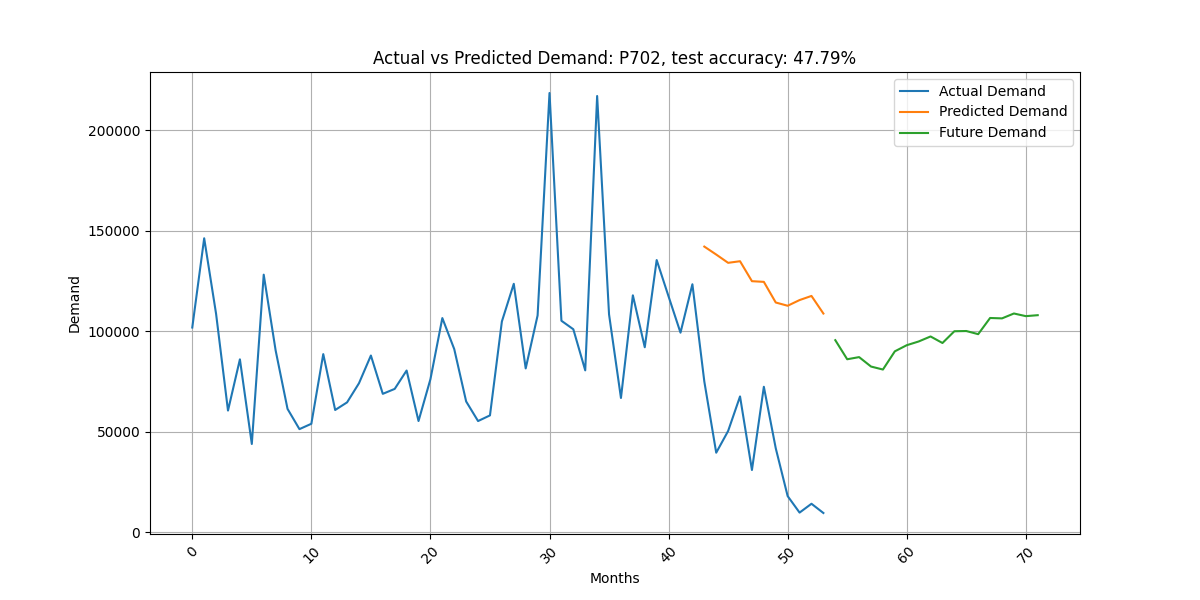 Actual vs Predicted Demand: P702, test accuracy: 47.79%
Actual Demand
Predicted Demand
Future Demand
Demand
200000
150000
100000
50000
0
0 10 20 30 40 50 60 70
Months